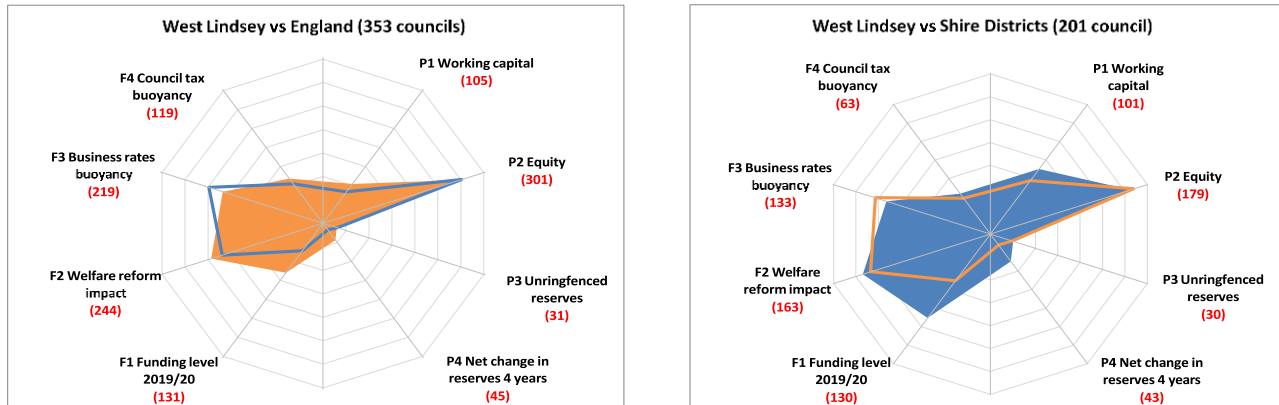 West Lindsey vs England (353 councils)
P1 Working capital
(105)
F4 Council tax
buoyancy
(119)
F3 Business rates
buoyancy
(219)
P2 Equity
(301)
F2 Welfare reform
impact
(244)
P3 Unringfenced
reserves
(31)
F1 Funding level
2019/20
(131)
P4 Net change in
reserves 4 years
(45)
West Lindsey vs Shire Districts (201 council)
F4 Council tax
buoyancy
(63)
P1 Working
capital
(101)
F3 Business rates
buoyancy
(133)
P2 Equity
(179)
F2 Welfare
reform impact
(163)
P3 Unringfenced
reserves
(30)
F1 Funding level
2019/20
(130)
P4 Net change in
reserves 4 years
(43)